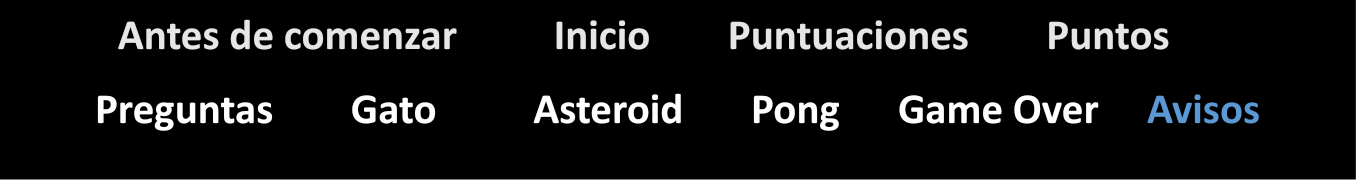 Antes de comenzar Inicio Puntuaciones Puntos
Preguntas Gato Asteroid Pong Game Over Avisos